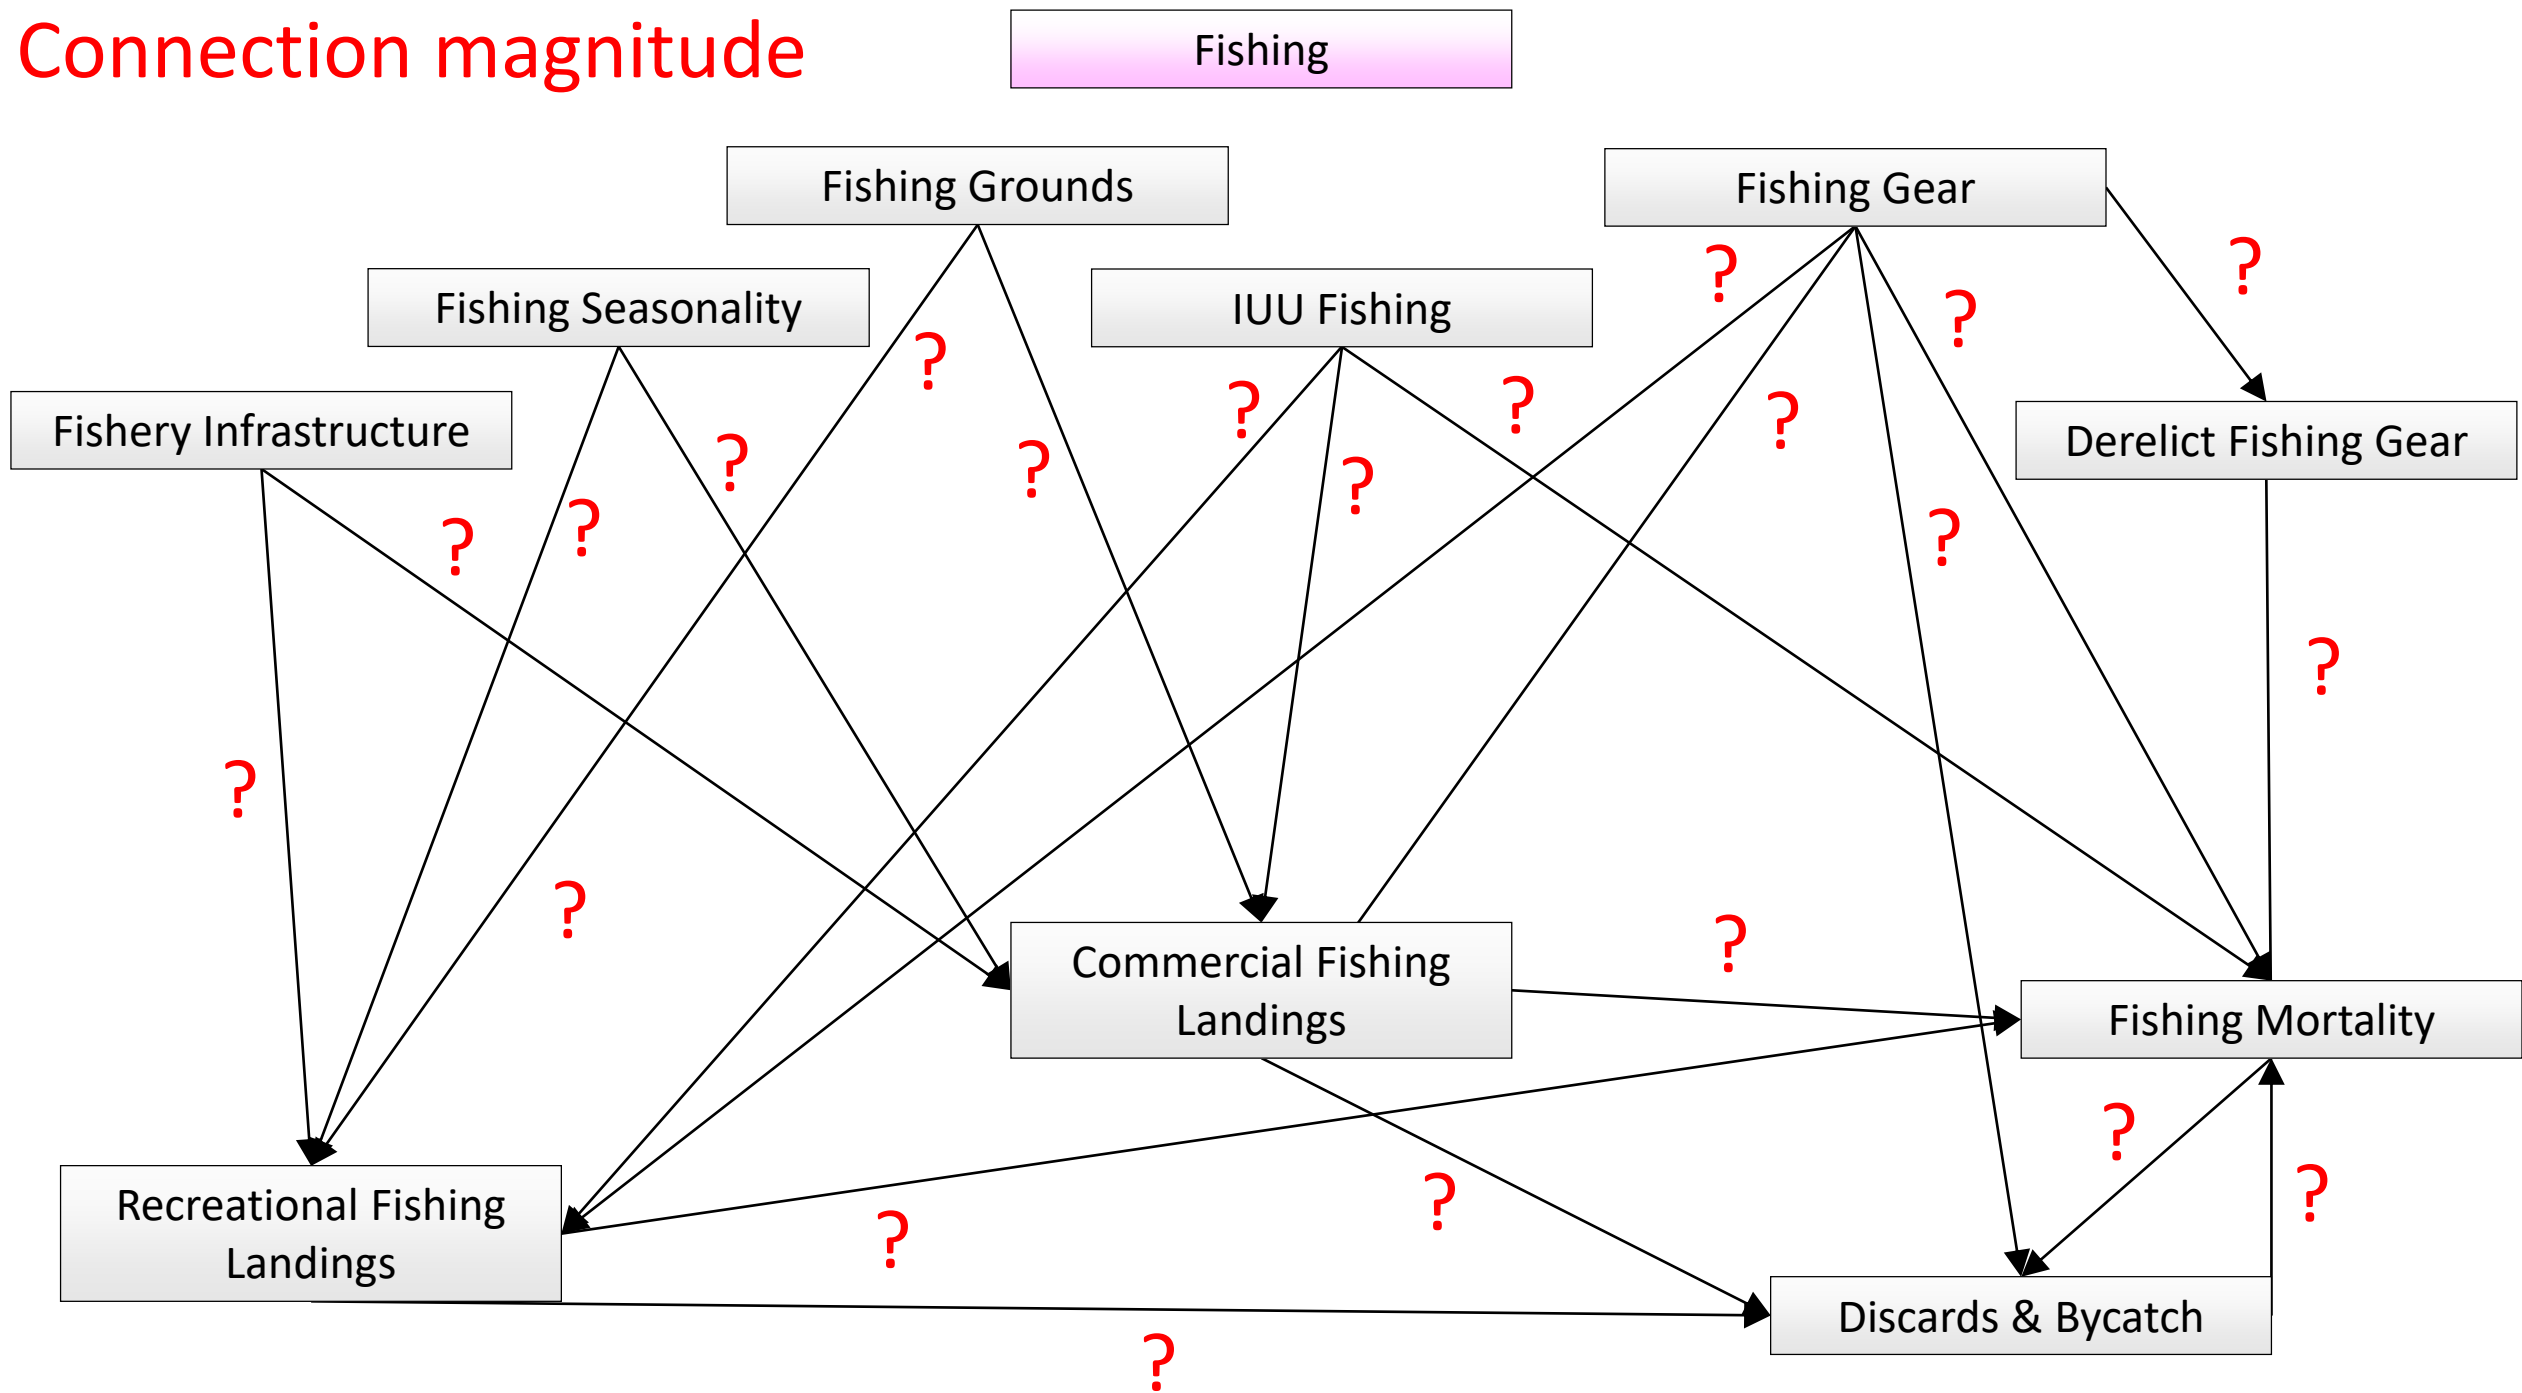 Connection magnitude
Fishing
Fishing Grounds
Fishing Gear
?
?
Fishing Seasonality
IUU Fishing
?
?
?
?
?
Fishery Infrastructure
?
Derelict Fishing Gear
?
?
?
?
?
?
?
?
?
?
Commercial Fishing
Landings
?
Fishing Mortality
?
?
?
Recreational Fishing
Landings
?
Discards & Bycatch
?